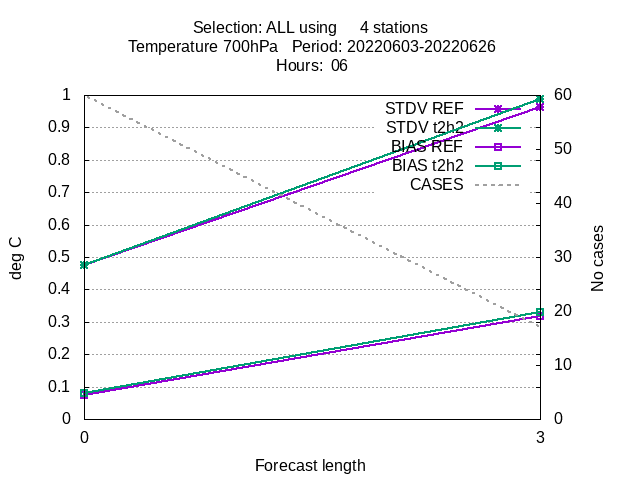 Selection: ALL using 4 stations
Temperature 700hPa Period: 20220603-20220626
Hours: 06
1 60
STDV REF
0.9 STDV t2h2
50
BIAS REF
0.8 BIAS t2h2
CASES
0.7
40
0.6
0.5 30
0.4
20
0.3
0.2
10
0.1
0 0
deg C
No cases
0 3
Forecast length